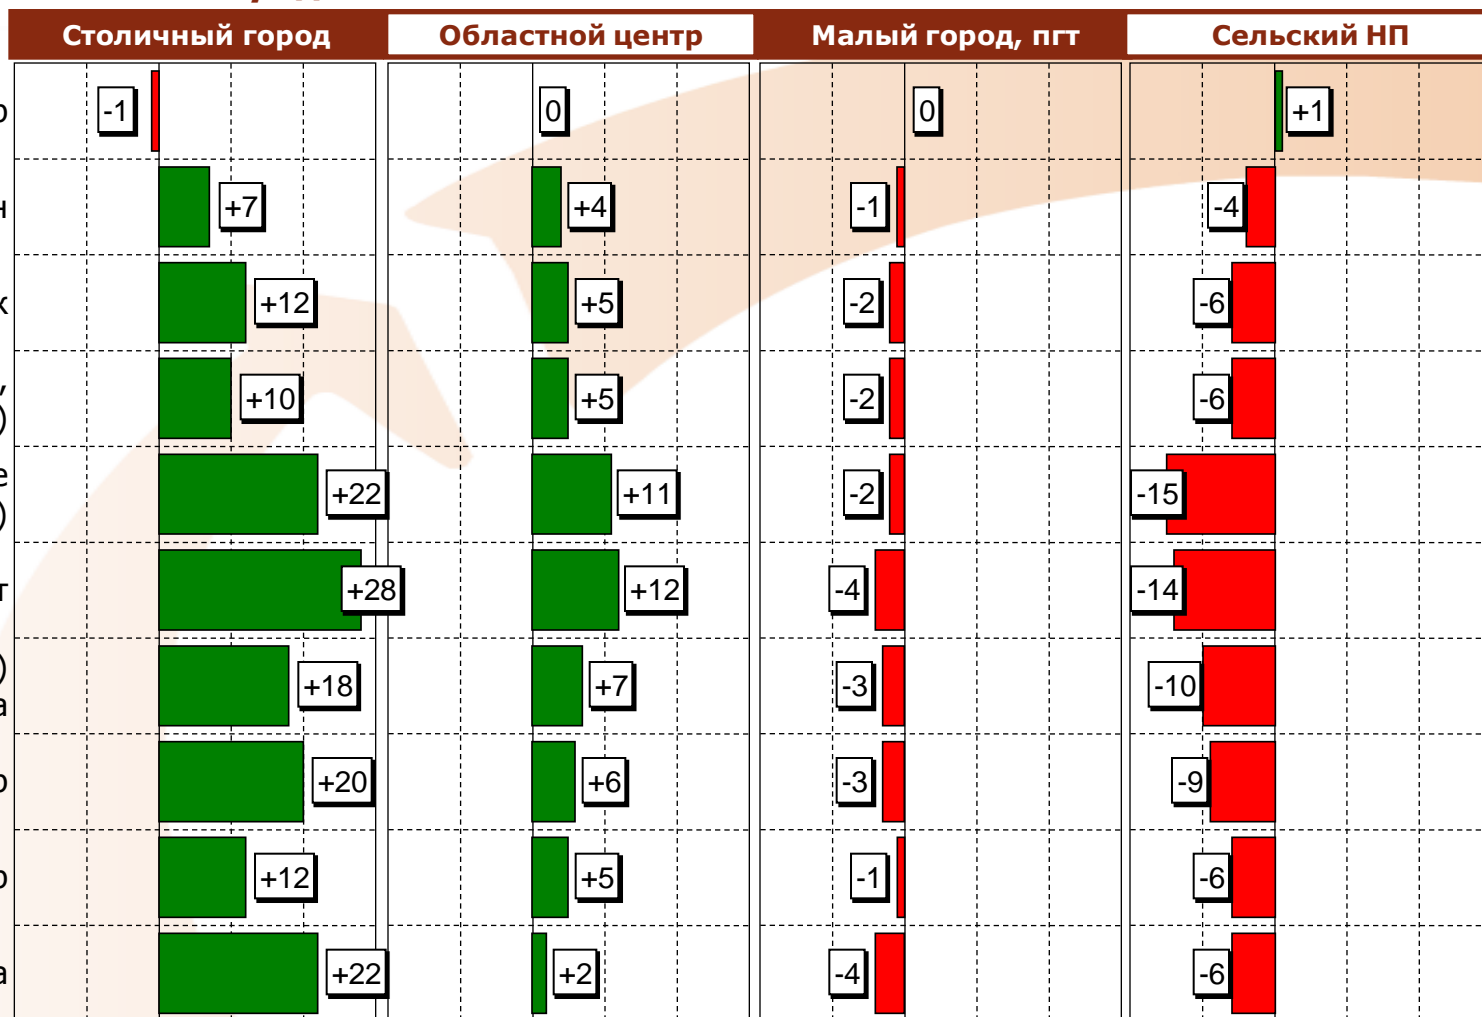 Столичный город Областной центр Малый город, пгт Сельский НП
р -1 0 0 +1
н +7 +4 -1 -4
к +12 +5 -2 -6
,
) +10 +5 -2 -6
е
) +22 +11 -2 -15
т +28 +12 -4 -14
)
а +18 +7 -3 -10
р +20 +6 -3 -9
р +12 +5 -1 -6
а +22 +2 -4 -6